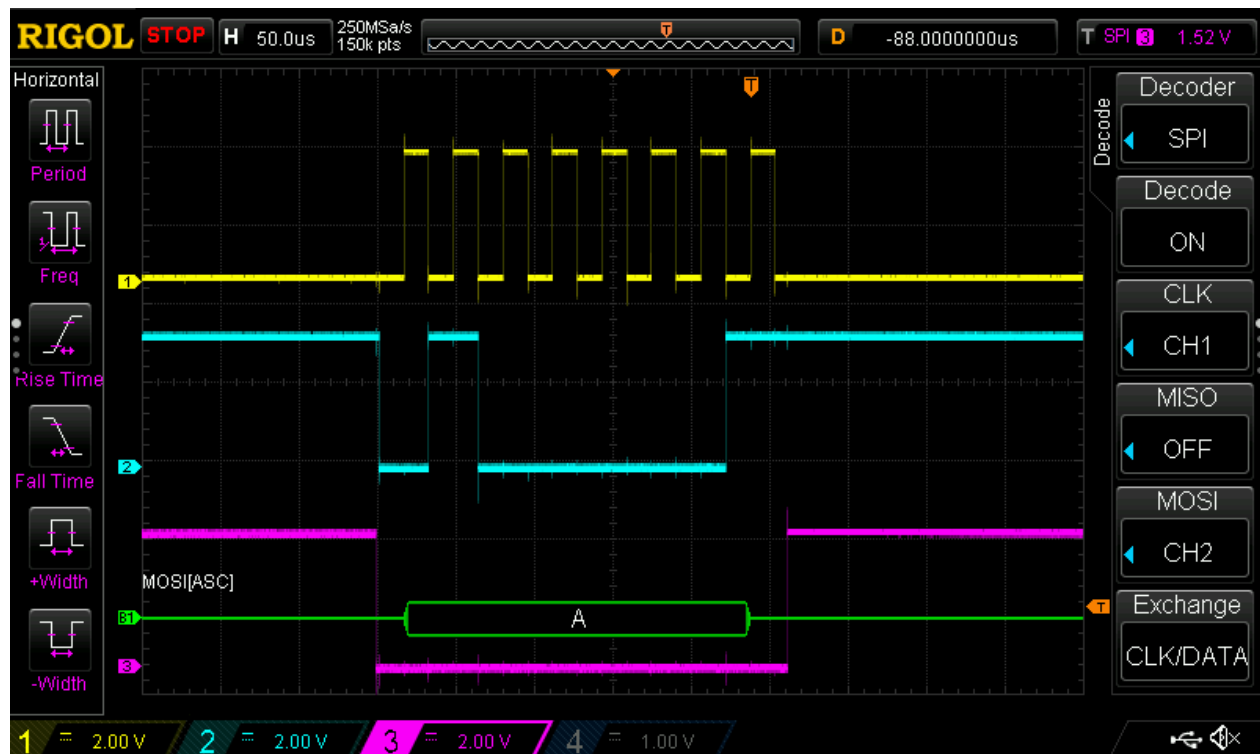 RIGOL STOP H 50.0us 250MSa/s 150k pts T D -88.0000000us T SPI 3 1.52 V
Horizontal
Period
Freq
Rise Time
Fall Time
+Width
-Width
T
1
2
MOSI[ASC]
B1 A
T
3
Decode
Decoder
SPI
Decode
ON
CLK
CH1
MISO
OFF
MOSI
CH2
Exchange
CLK/DATA
1 = 2.00 V 2 = 2.00 V 3 = 2.00 V 4 = 1.00 V